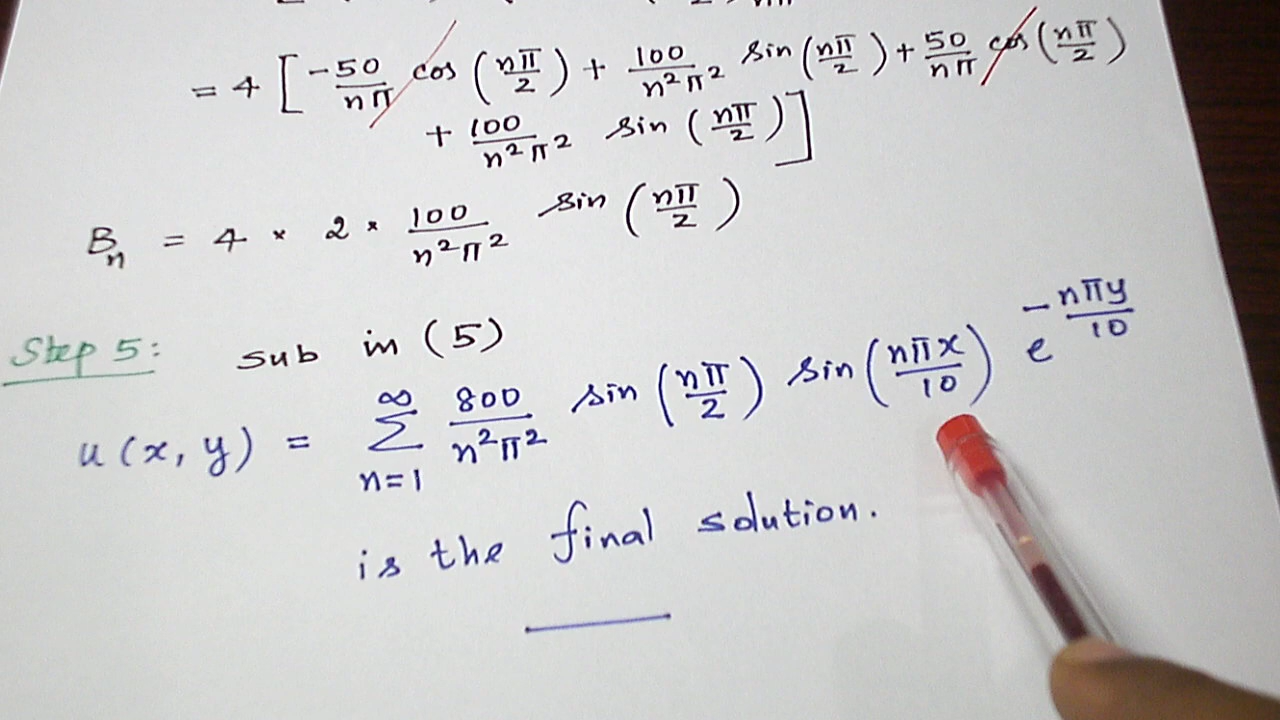 = 4 [ -50/nπ cos (nπ/2) + 100/n²π² sin (nπ/2) + 50/nπ cos (nπ/2)
+ 100/n²π² sin (nπ/2) ]
Bn = 4 × 2 × 100/n²π² sin (nπ/2)
Step 5: sub in (5)
u(x, y) = ∞ Σ n=1 800/n²π² sin (nπ/2) sin (nπx/10) e^(-nπy/10)
is the final solution.